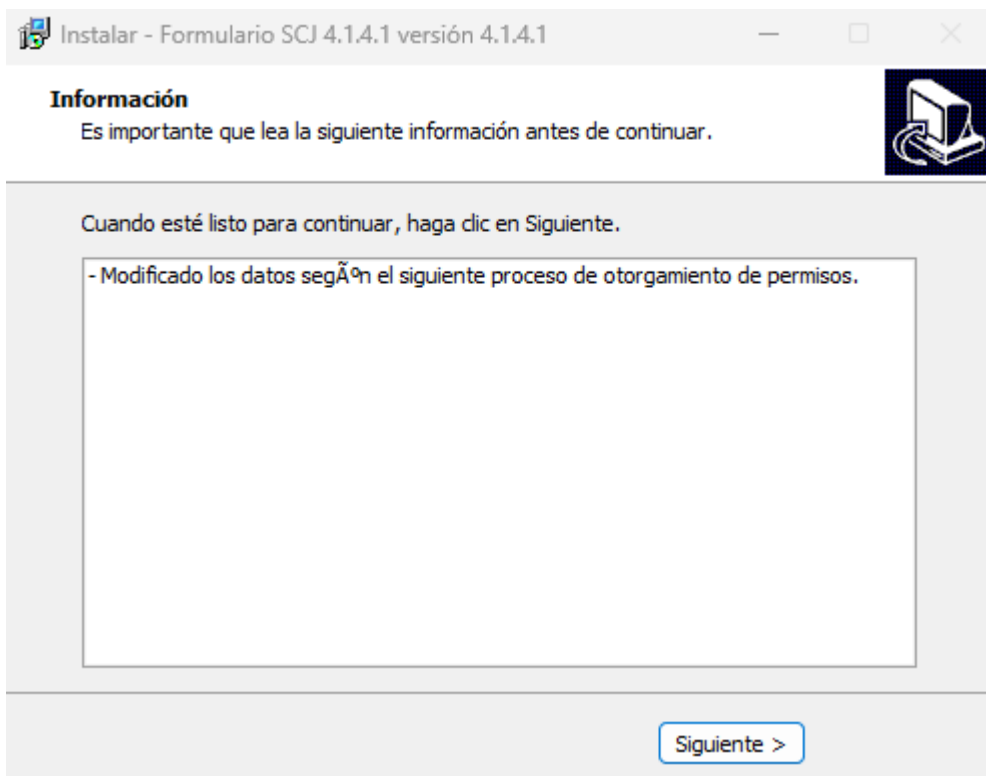 Instalar - Formulario SCJ 4.1.4.1 versión 4.1.4.1
Información
Es importante que lea la siguiente información antes de continuar.
Cuando esté listo para continuar, haga clic en Siguiente.
- Modificado los datos segÃºn el siguiente proceso de otorgamiento de permisos.
Siguiente >